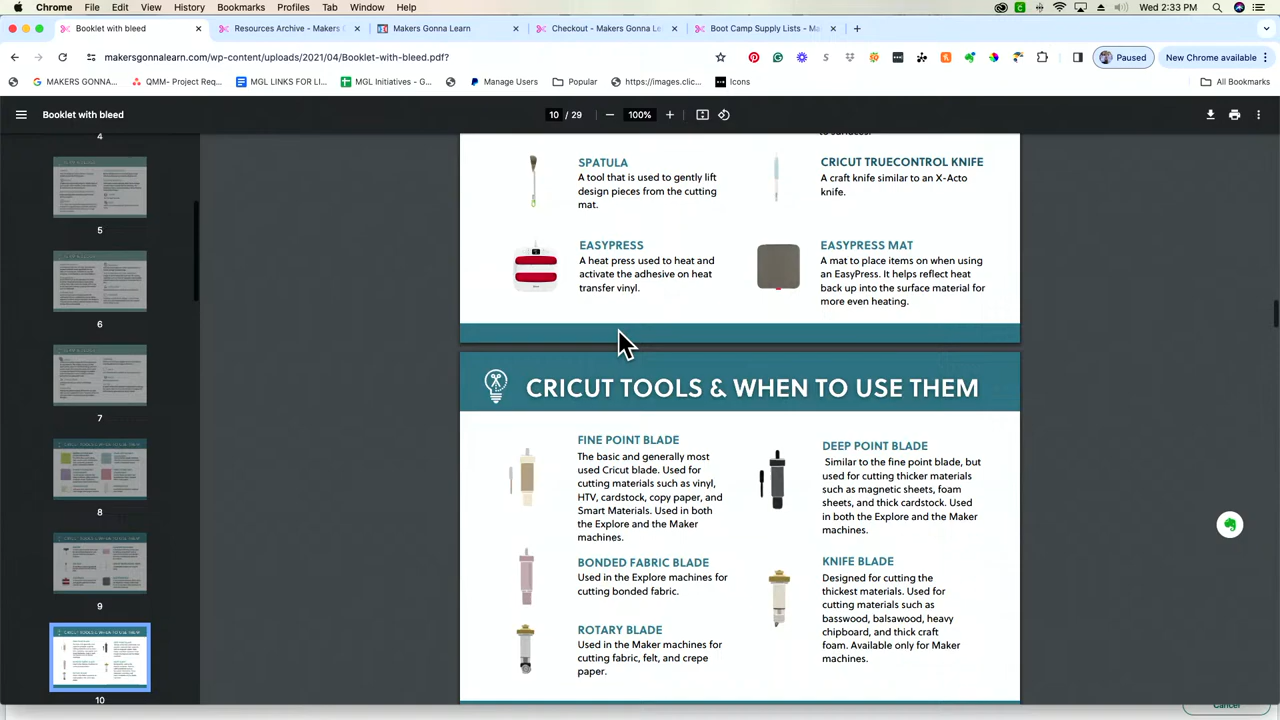 Chrome File Edit View History Bookmarks Profiles Tab Window Help
Wed 2:33 PM
Booklet with bleed
Resources Archive - Makers G
Makers Gonna Learn
Checkout - Makers Gonna Le
Boot Camp Supply Lists - Ma
makersgonnalearn.com/wp-content/uploads/2021/04/Booklet-with-bleed.pdf?
Paused
New Chrome available
MAKERS GONNA...
QMM- Project Req...
MGL LINKS FOR LI...
MGL Initiatives - G...
Manage Users
Popular
https://images.clic...
Icons
All Bookmarks
Booklet with bleed
10 / 29
100%
4
5
6
7
8
9
10
SPATULA
A tool that is used to gently lift
design pieces from the cutting
mat.
CRICUT TRUECONTROL KNIFE
A craft knife similar to an X-Acto
knife.
EASYPRESS
A heat press used to heat and
activate the adhesive on heat
transfer vinyl.
EASYPRESS MAT
A mat to place items on when using
an EasyPress. It helps reflect heat
back up into the surface material for
more even heating.
CRICUT TOOLS & WHEN TO USE THEM
FINE POINT BLADE
The basic and generally most
used Cricut blade. Used for
cutting materials such as vinyl,
HTV, cardstock, copy paper, and
Smart Materials. Used in both
the Explore and the Maker
machines.
DEEP POINT BLADE
Similar to the fine point blade, but
used for cutting thicker materials
such as magnetic sheets, foam
sheets, and thick cardstock. Used
in both the Explore and the Maker
machines.
BONDED FABRIC BLADE
Used in the Explore machines for
cutting bonded fabric.
KNIFE BLADE
Designed for cutting the
thickest materials. Used for
cutting materials such as
basswood, balsawood, heavy
chipboard, and thick craft
foam. Available only for Maker
machines.
ROTARY BLADE
Used in the Maker machines for
cutting fabric, felt, and crepe
paper.
Cancel